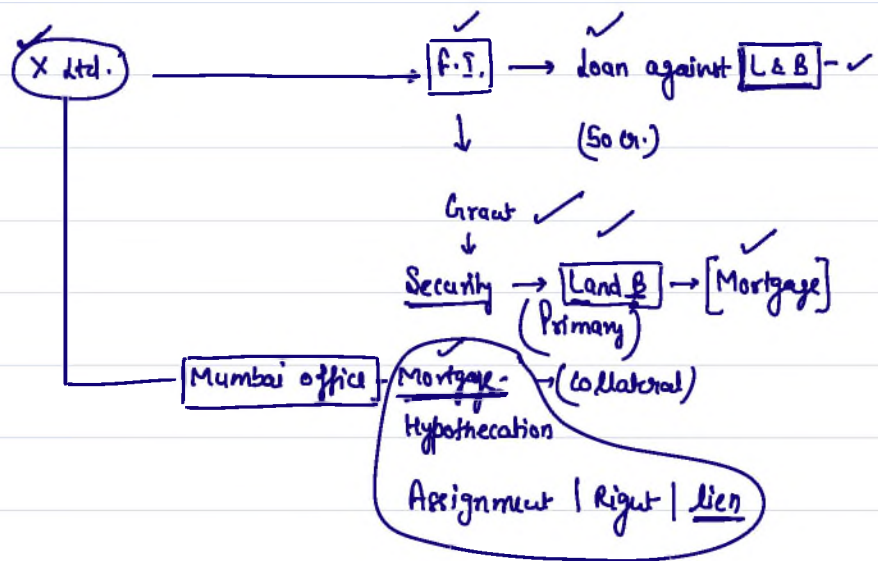 X Ltd. → F.I. → Loan against L & B - ✓
(50 cr.)
Grant ✓
Security → Land B → [Mortgage]
(Primary)
Mumbai office - Mortgage - → (Collateral)
Hypothecation
Assignment | Right | lien